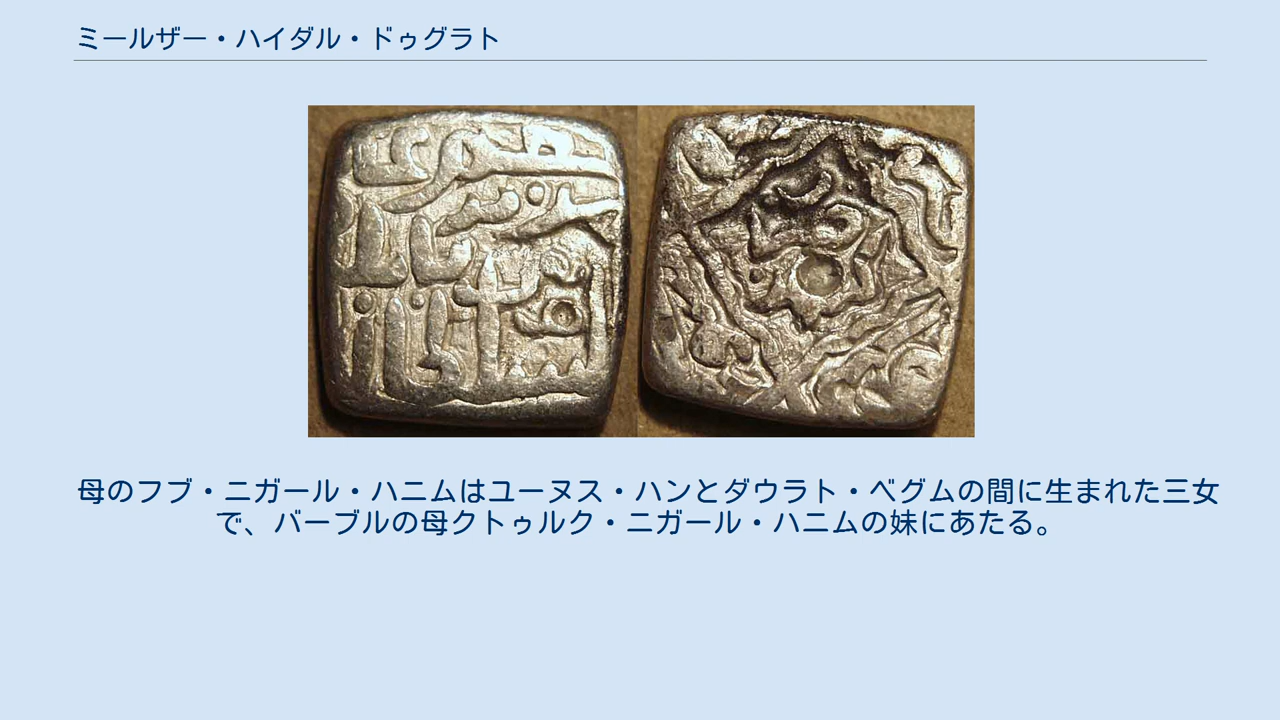 ミールザー・ハイダル・ドゥグラト
母のフブ・ニガール・ハニムはユーヌス・ハンとダウラト・ベグムの間に生まれた三女
で、バーブルの母クトゥルク・ニガール・ハニムの妹にあたる。